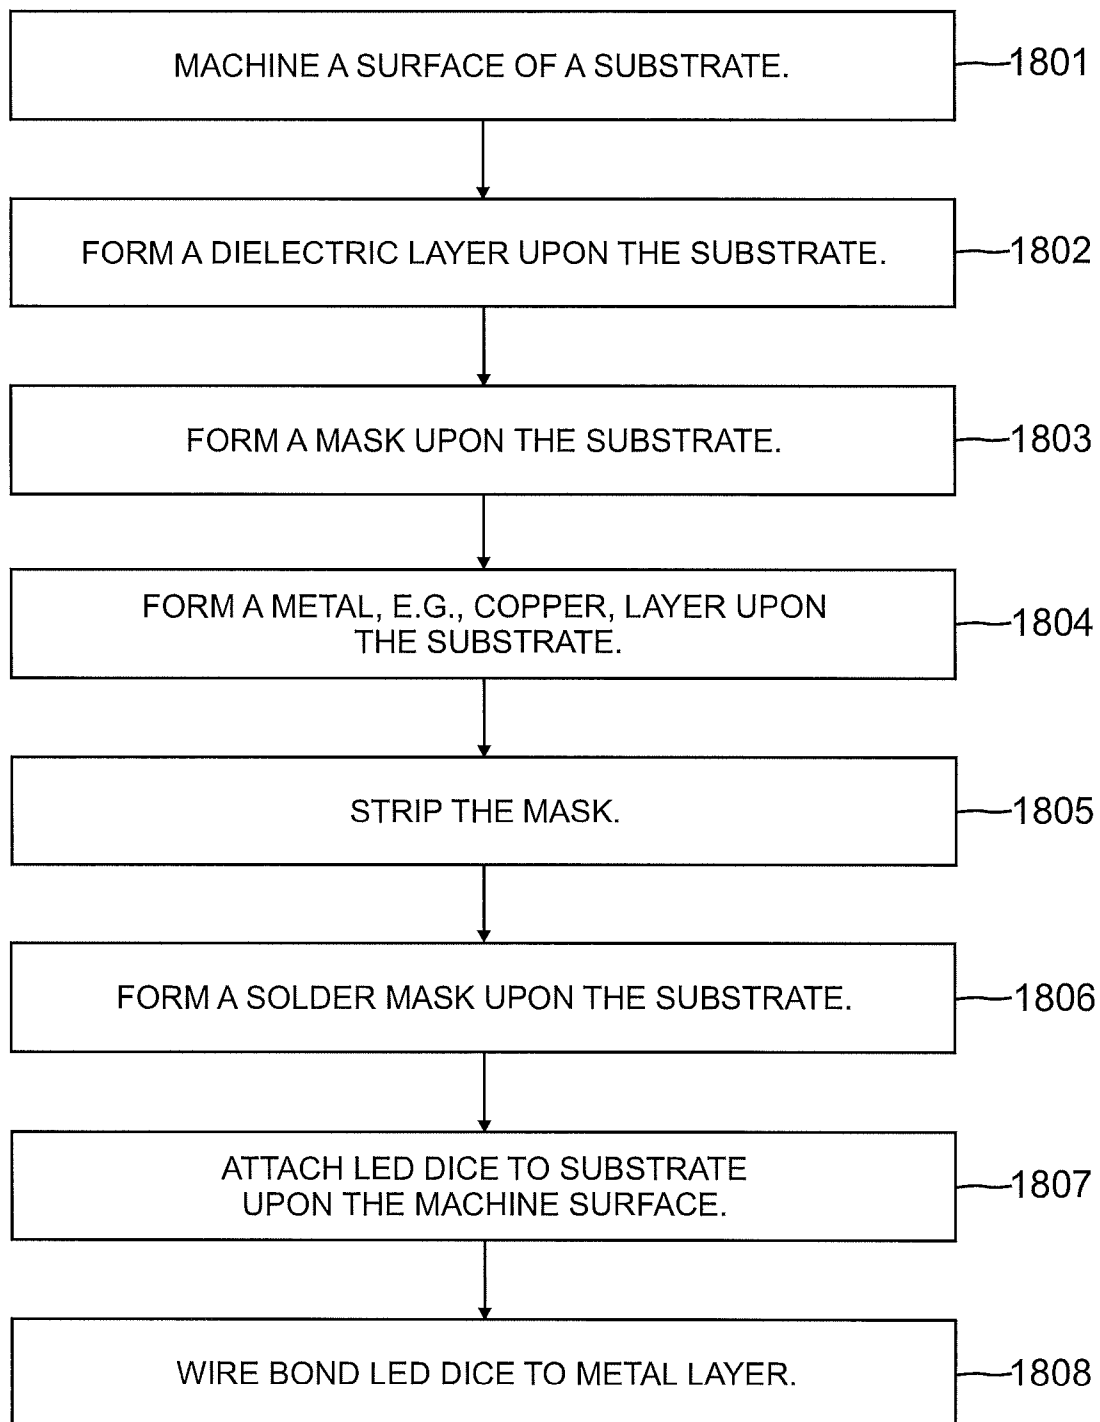 MACHINE A SURFACE OF A SUBSTRATE.
1801
FORM A DIELECTRIC LAYER UPON THE SUBSTRATE.
1802
FORM A MASK UPON THE SUBSTRATE.
1803
FORM A METAL, E.G., COPPER, LAYER UPON
THE SUBSTRATE.
1804
STRIP THE MASK.
1805
FORM A SOLDER MASK UPON THE SUBSTRATE.
1806
ATTACH LED DICE TO SUBSTRATE
UPON THE MACHINE SURFACE.
1807
WIRE BOND LED DICE TO METAL LAYER.
1808